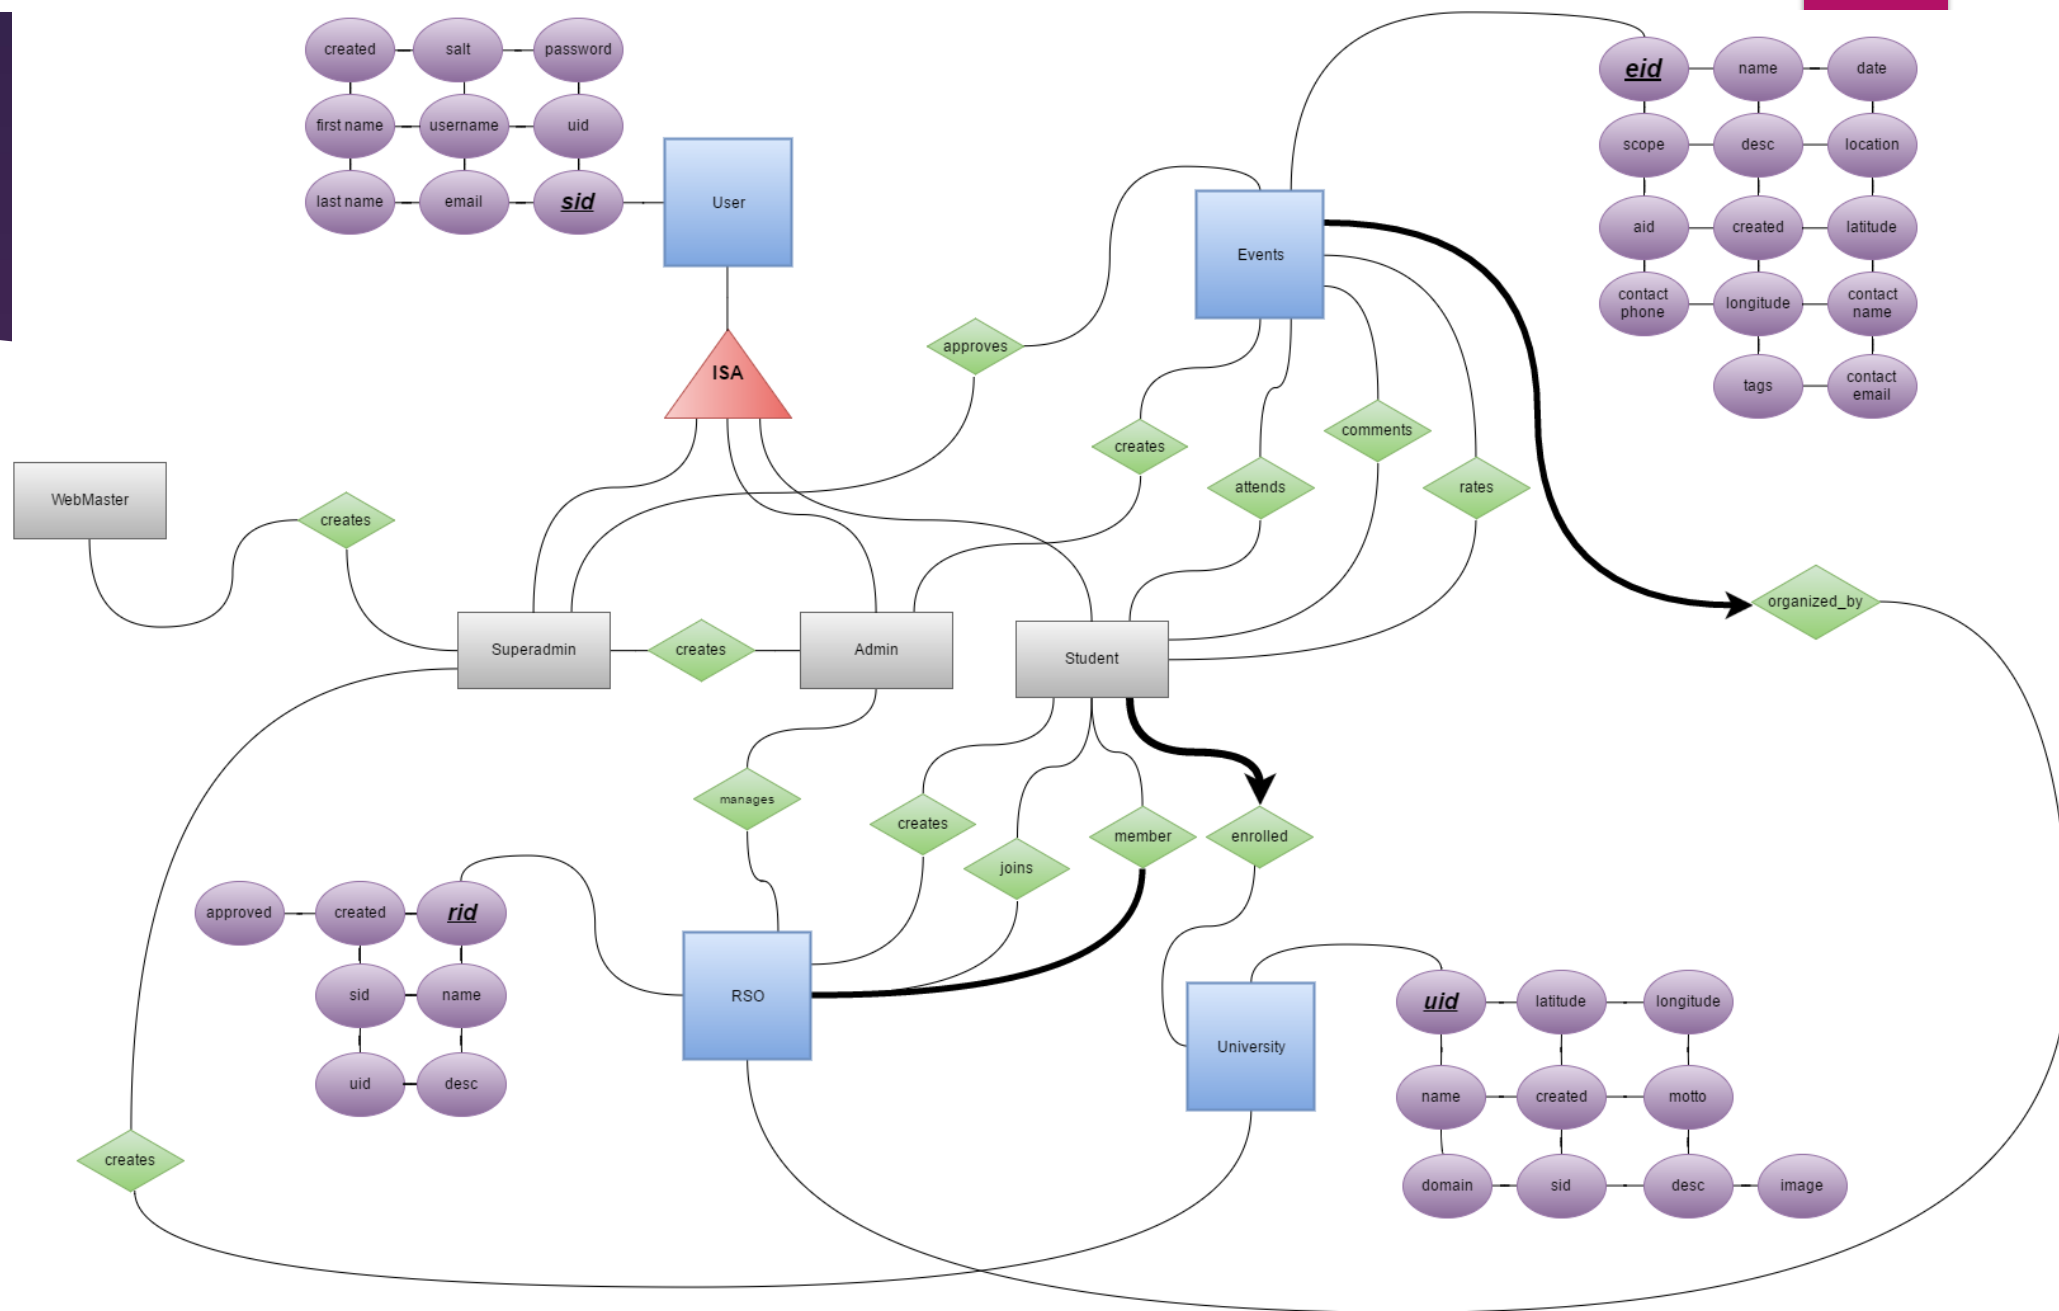 created
salt
password
first name
username
uid
last name
email
sid
User
ISA
eid
name
date
scope
desc
location
aid
created
latitude
contact
phone
longitude
contact
name
tags
contact
email
Events
approves
creates
attends
comments
rates
organized_by
WebMaster
creates
Superadmin
creates
Admin
Student
manages
creates
joins
member
enrolled
approved
created
rid
sid
name
uid
desc
RSO
University
uid
latitude
longitude
name
created
motto
domain
sid
desc
image
creates